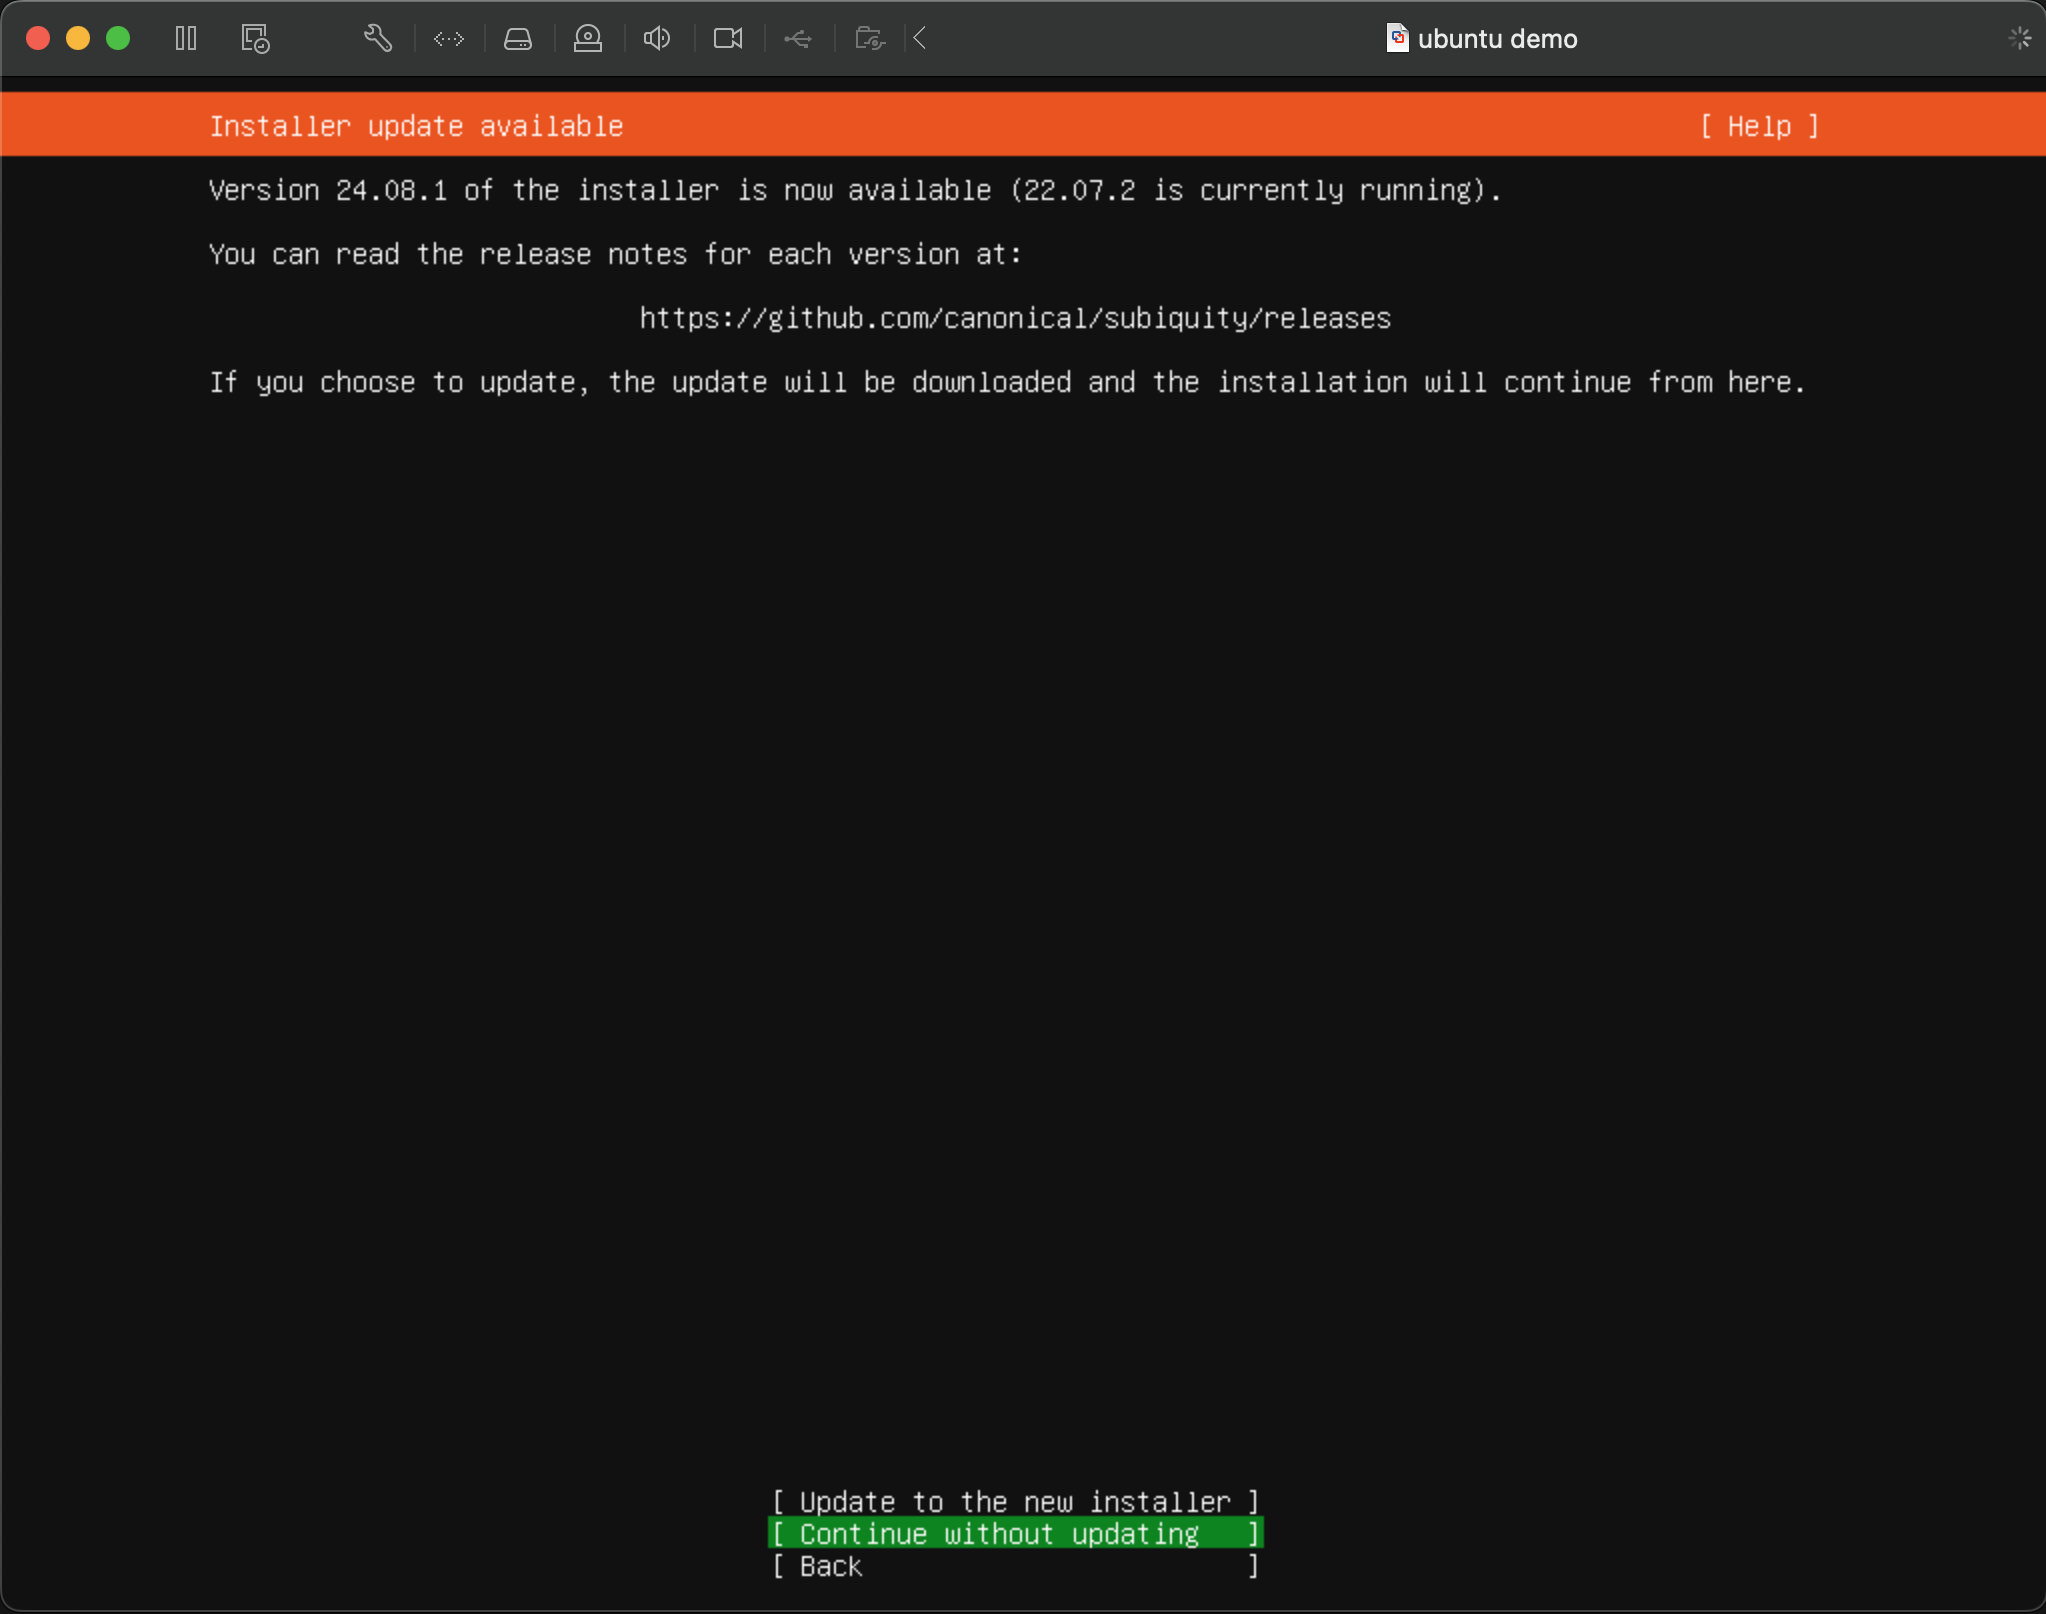 ubuntu demo
Installer update available [ Help ]
Version 24.08.1 of the installer is now available (22.07.2 is currently running).
You can read the release notes for each version at:
https://github.com/canonical/subiquity/releases
If you choose to update, the update will be downloaded and the installation will continue from here.
[ Update to the new installer ]
[ Continue without updating ]
[ Back ]